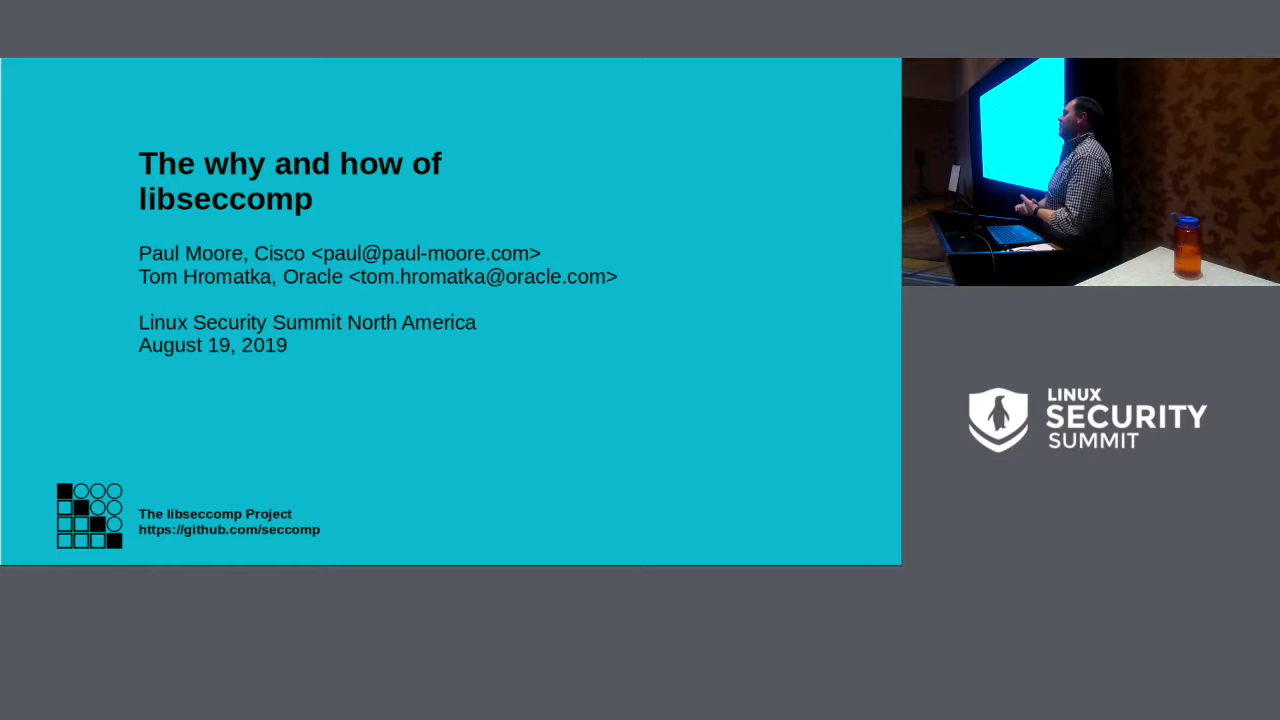 The why and how of
libseccomp
Paul Moore, Cisco <paul@paul-moore.com>
Tom Hromatka, Oracle <tom.hromatka@oracle.com>
Linux Security Summit North America
August 19, 2019
The libseccomp Project
https://github.com/seccomp
LINUX
SECURITY
SUMMIT